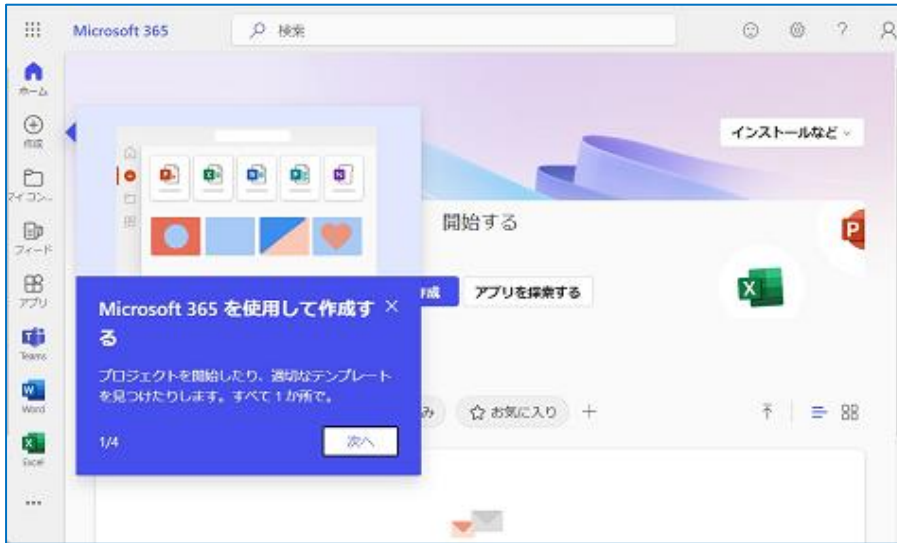 Microsoft 365
検索
ホーム
作成
マイ コン...
フィード
アプリ
Teams
Word
Excel
インストールなど
開始する
アプリを探索する
Microsoft 365 を使用して作成す
る
プロジェクトを開始したり、適切なテンプレート
を見つけたりします。すべて 1 か所で。
1/4
次へ
み
お気に入り